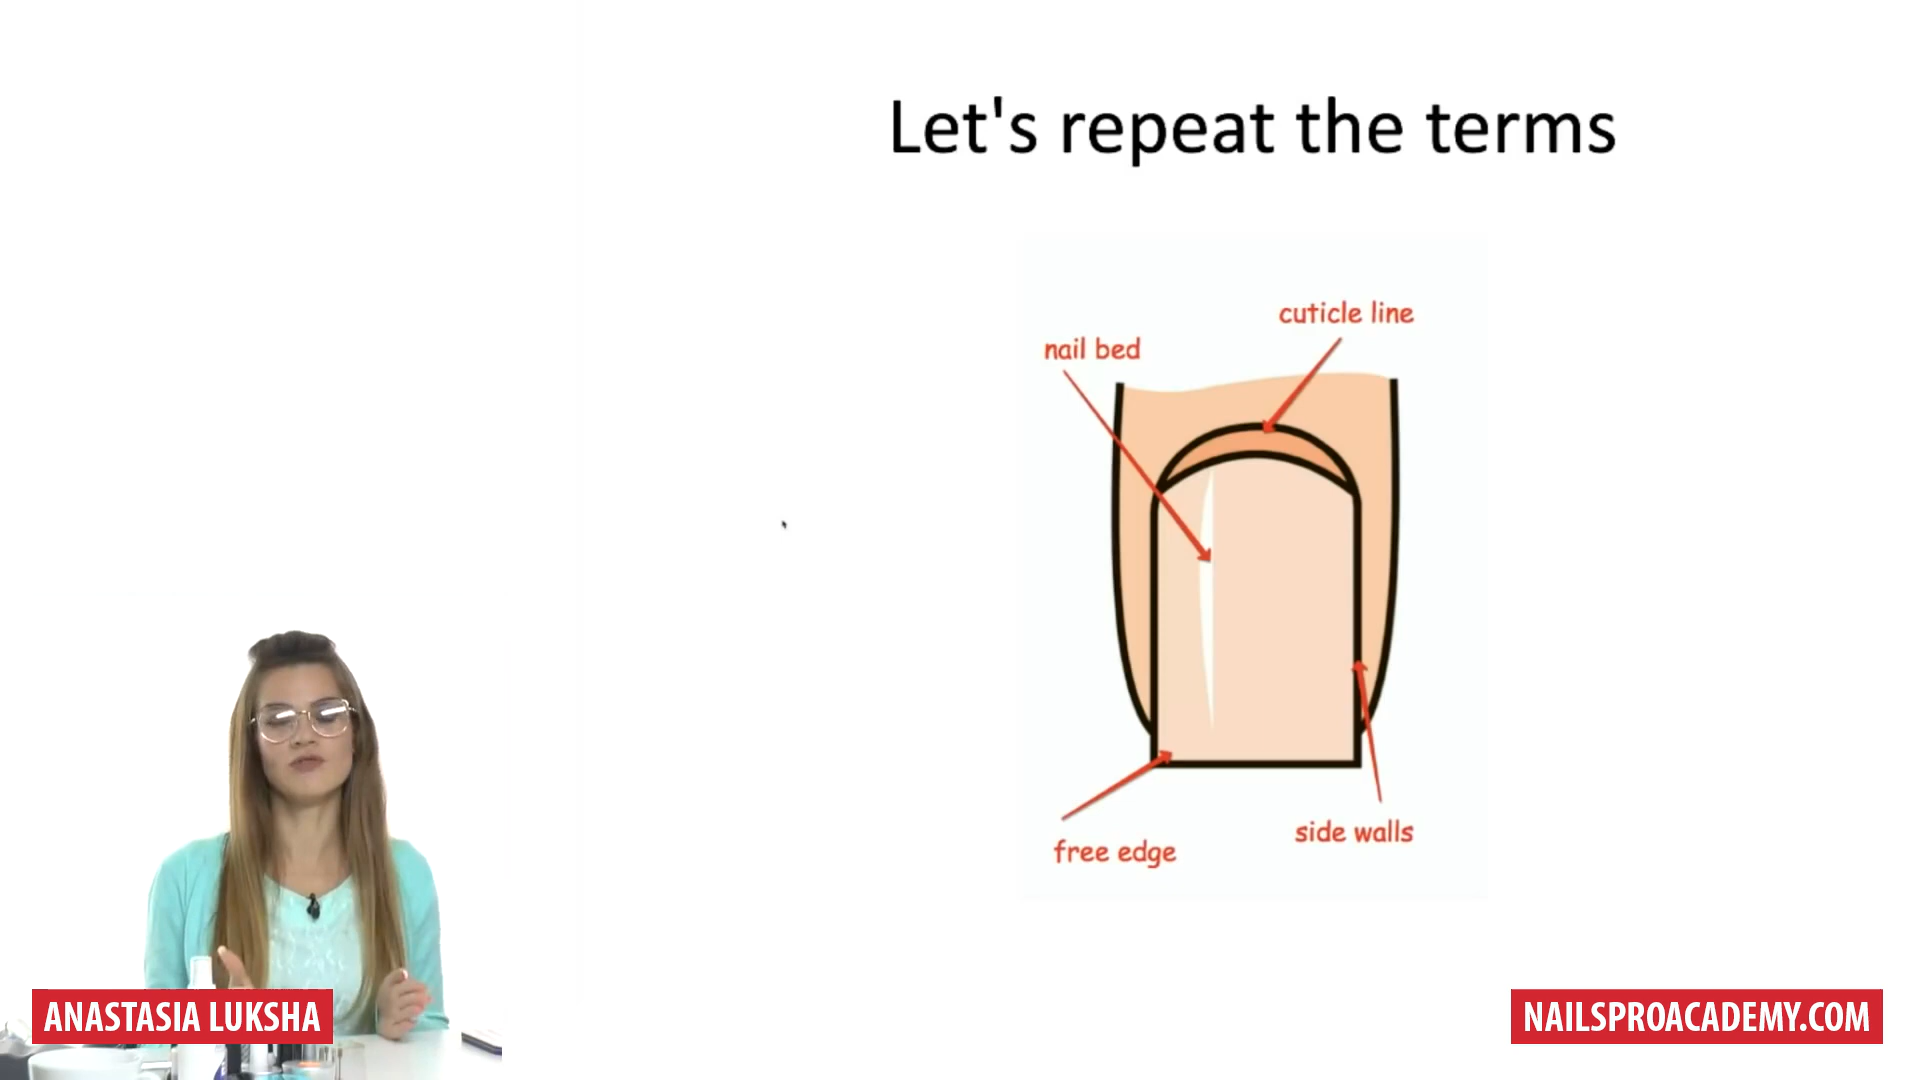 Let's repeat the terms
cuticle line
nail bed
side walls
free edge
ANASTASIA LUKSHA
NAILSPROACADEMY.COM